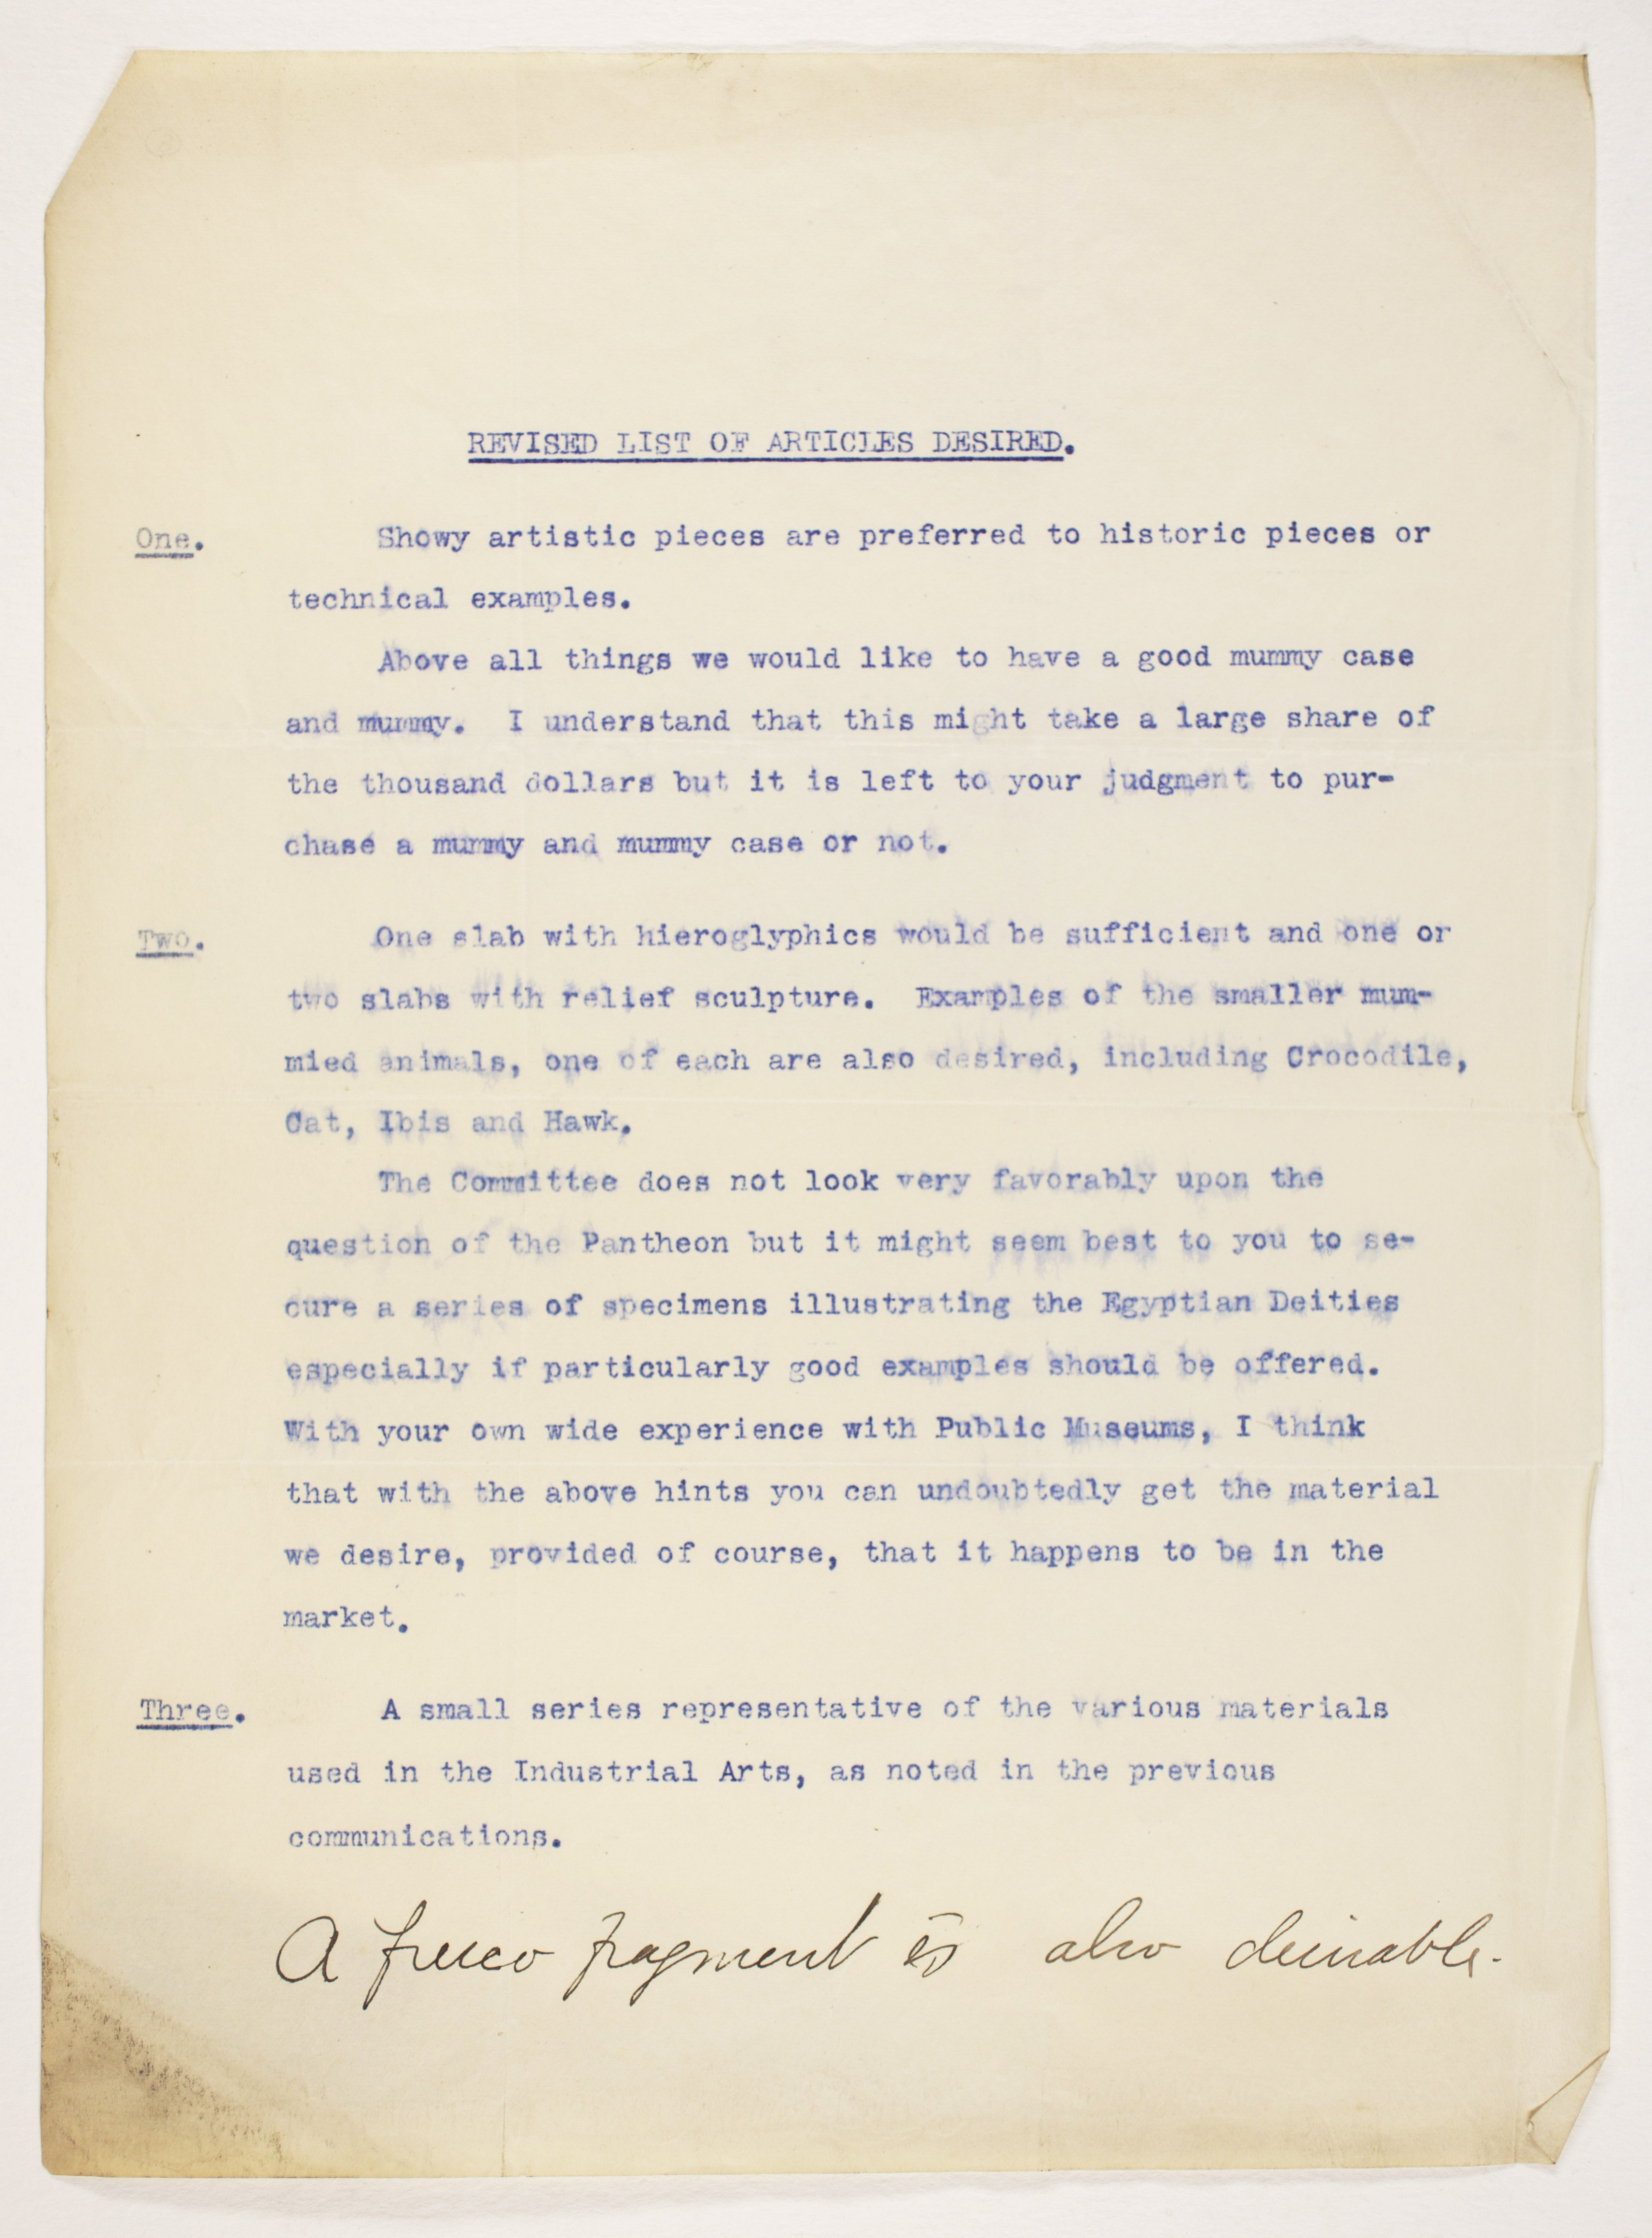 REVISED LIST OF ARTICLES DESIRED.
One. Showy artistic pieces are preferred to historic pieces or
technical examples.
Above all things we would like to have a good mummy case
and mummy. I understand that this might take a large share of
the thousand dollars but it is left to your judgment to pur-
chase a mummy and mummy case or not.
Two. One slab with hieroglyphics would be sufficient and one or
two slabs with relief sculpture. Examples of the smaller mum-
mied animals, one of each are also desired, including Crocodile,
Cat, Ibis and Hawk.
The Committee does not look very favorably upon the
question of the Pantheon but it might seem best to you to se-
cure a series of specimens illustrating the Egyptian Deities
especially if particularly good examples should be offered.
With your own wide experience with Public Museums, I think
that with the above hints you can undoubtedly get the material
we desire, provided of course, that it happens to be in the
market.
Three. A small series representative of the various materials
used in the Industrial Arts, as noted in the previous
communications.
A fresco fragment is also desirable.